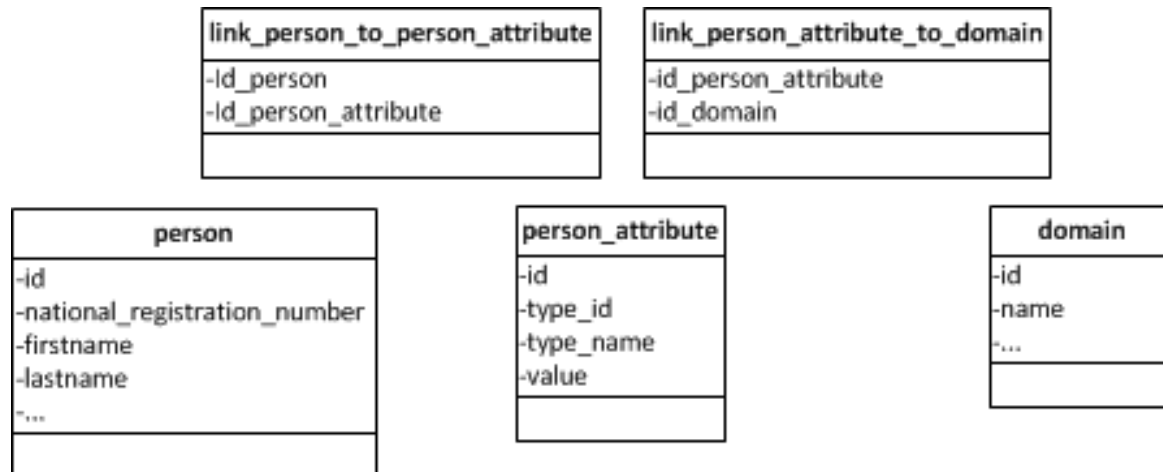 link_person_to_person_attribute
-Id_person
-Id_person_attribute
link_person_attribute_to_domain
-id_person_attribute
-id_domain
person
-id
-national_registration_number
-firstname
-lastname
-...
person_attribute
-id
-type_id
-type_name
-value
domain
-id
-name
-...